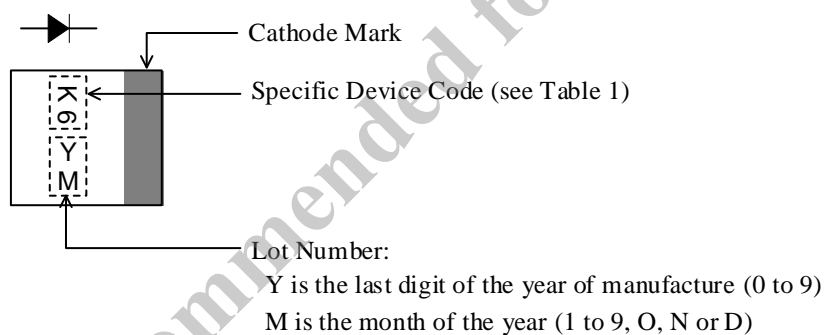 Cathode Mark
K 6
Specific Device Code (see Table 1)
Y
M
Lot Number:
Y is the last digit of the year of manufacture (0 to 9)
M is the month of the year (1 to 9, O, N or D)